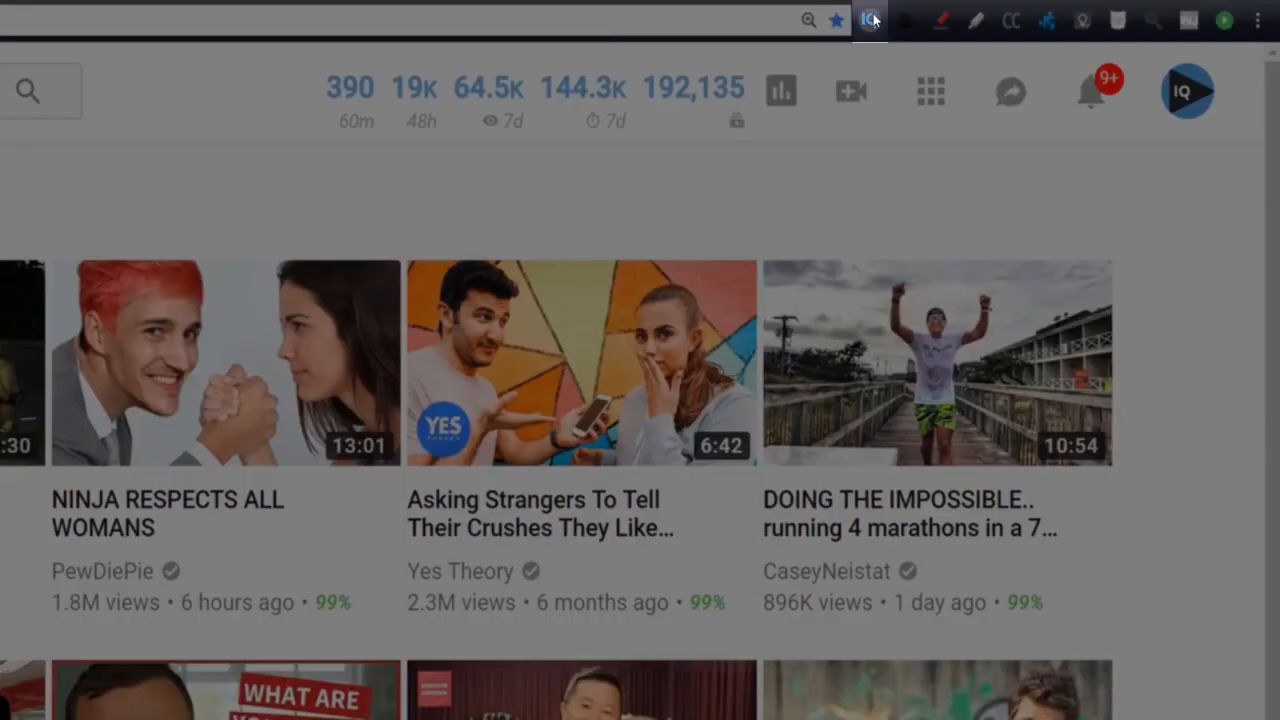 IQ
CC
390 19K 64.5K 144.3K 192,135
60m 48h 7d 7d
9+
IQ
:30
13:01
YES
6:42
10:54
NINJA RESPECTS ALL
WOMANS
PewDiePie
1.8M views • 6 hours ago • 99%
Asking Strangers To Tell
Their Crushes They Like...
Yes Theory
2.3M views • 6 months ago • 99%
DOING THE IMPOSSIBLE..
running 4 marathons in a 7...
CaseyNeistat
896K views • 1 day ago • 99%
WHAT ARE